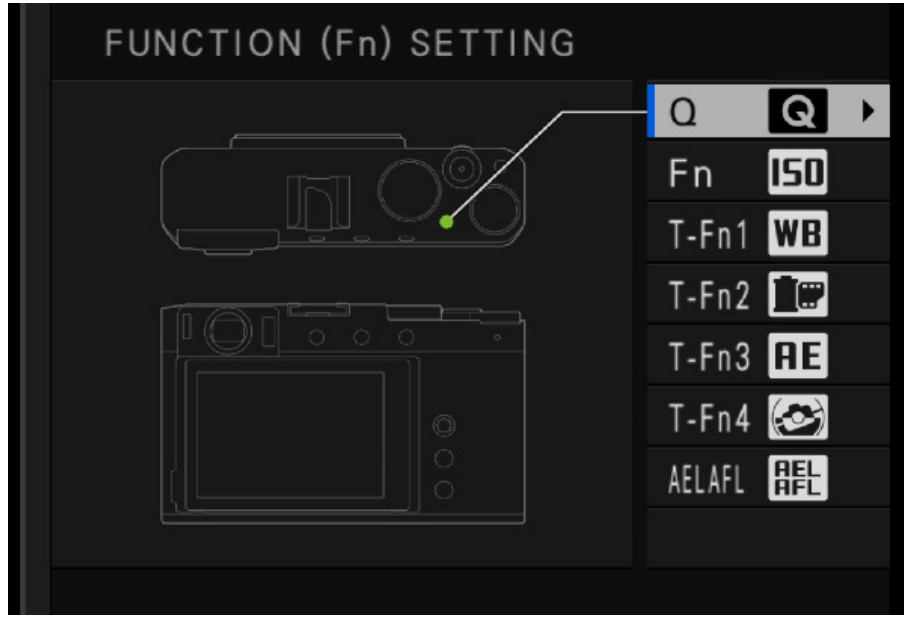 FUNCTION (Fn) SETTING
Q Q
Fn ISO
T-Fn1 WB
T-Fn2
T-Fn3 AE
T-Fn4
AELAFL AEL AFL